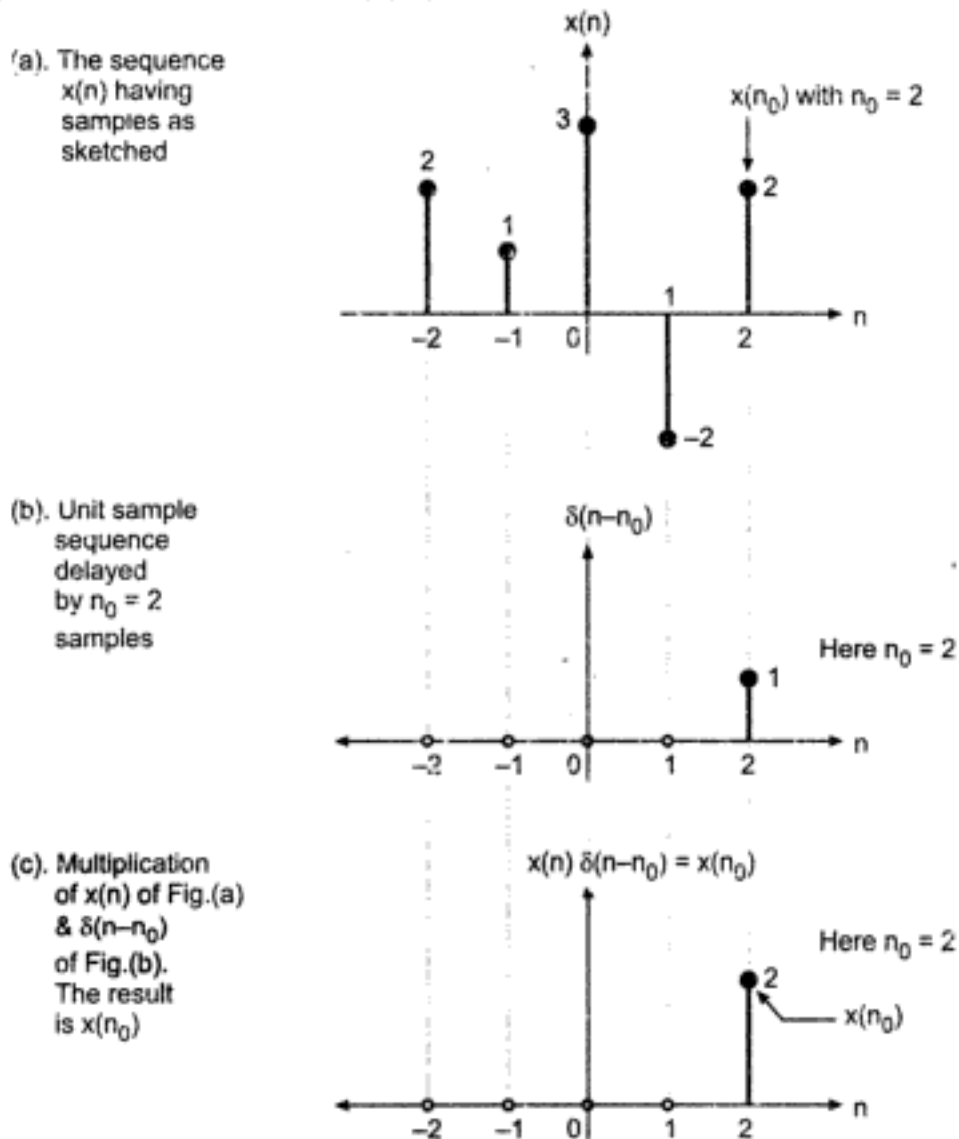 x(n)
(a). The sequence
x(n) having
samples as
sketched
x(n₀) with n₀ = 2
3
2
2
1
1
n
–2 –1 0 2
–2
(b). Unit sample
sequence
delayed
by n₀ = 2
samples
δ(n–n₀)
Here n₀ = 2
1
n
–2 –1 0 1 2
(c). Multiplication
of x(n) of Fig.(a)
& δ(n–n₀)
of Fig.(b).
The result
is x(n₀)
x(n) δ(n–n₀) = x(n₀)
Here n₀ = 2
2
x(n₀)
n
–2 –1 0 1 2